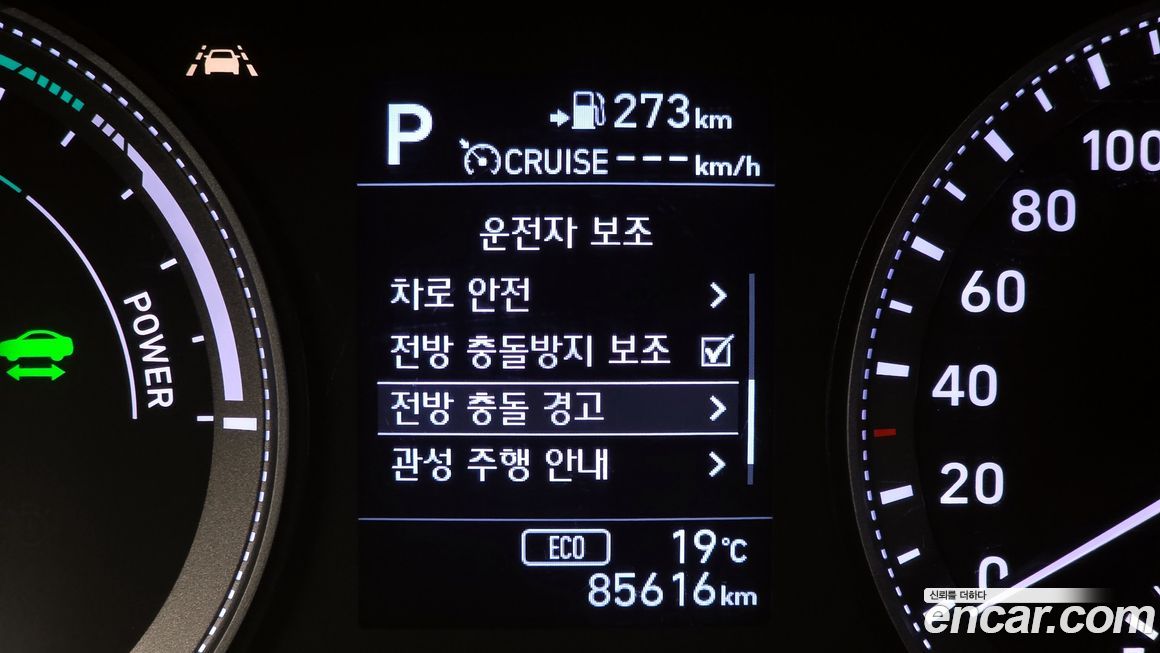 P
273km
CRUISE ---km/h
운전자 보조
차로 안전
전방 충돌방지 보조
전방 충돌 경고
관성 주행 안내
ECO 19℃
85616km
POWER
100
80
60
40
20
0
신뢰를 더하다
encar.com